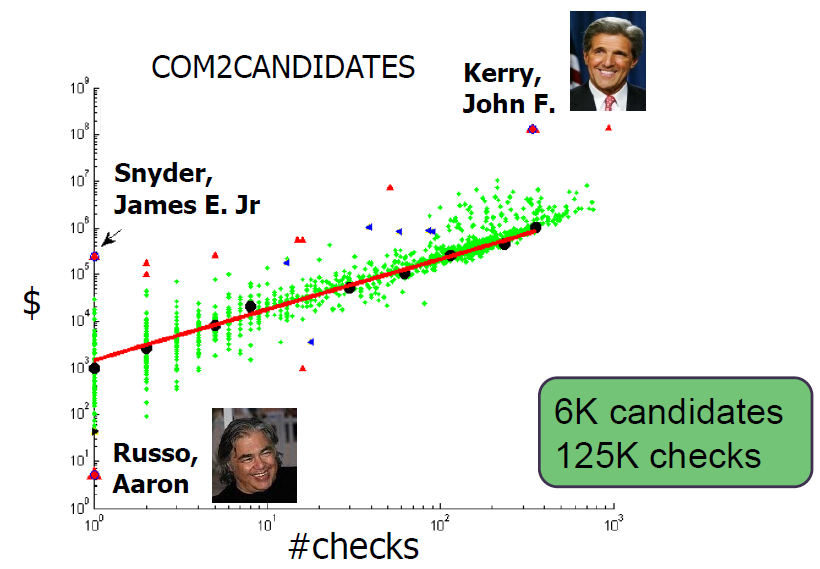 COM2CANDIDATES
Kerry,
John F.
Snyder,
James E. Jr
Russo,
Aaron
$
10^9
10^8
10^7
10^6
10^5
10^4
10^3
10^2
10^1
10^0
10^0
10^1
10^2
10^3
#checks
6K candidates
125K checks